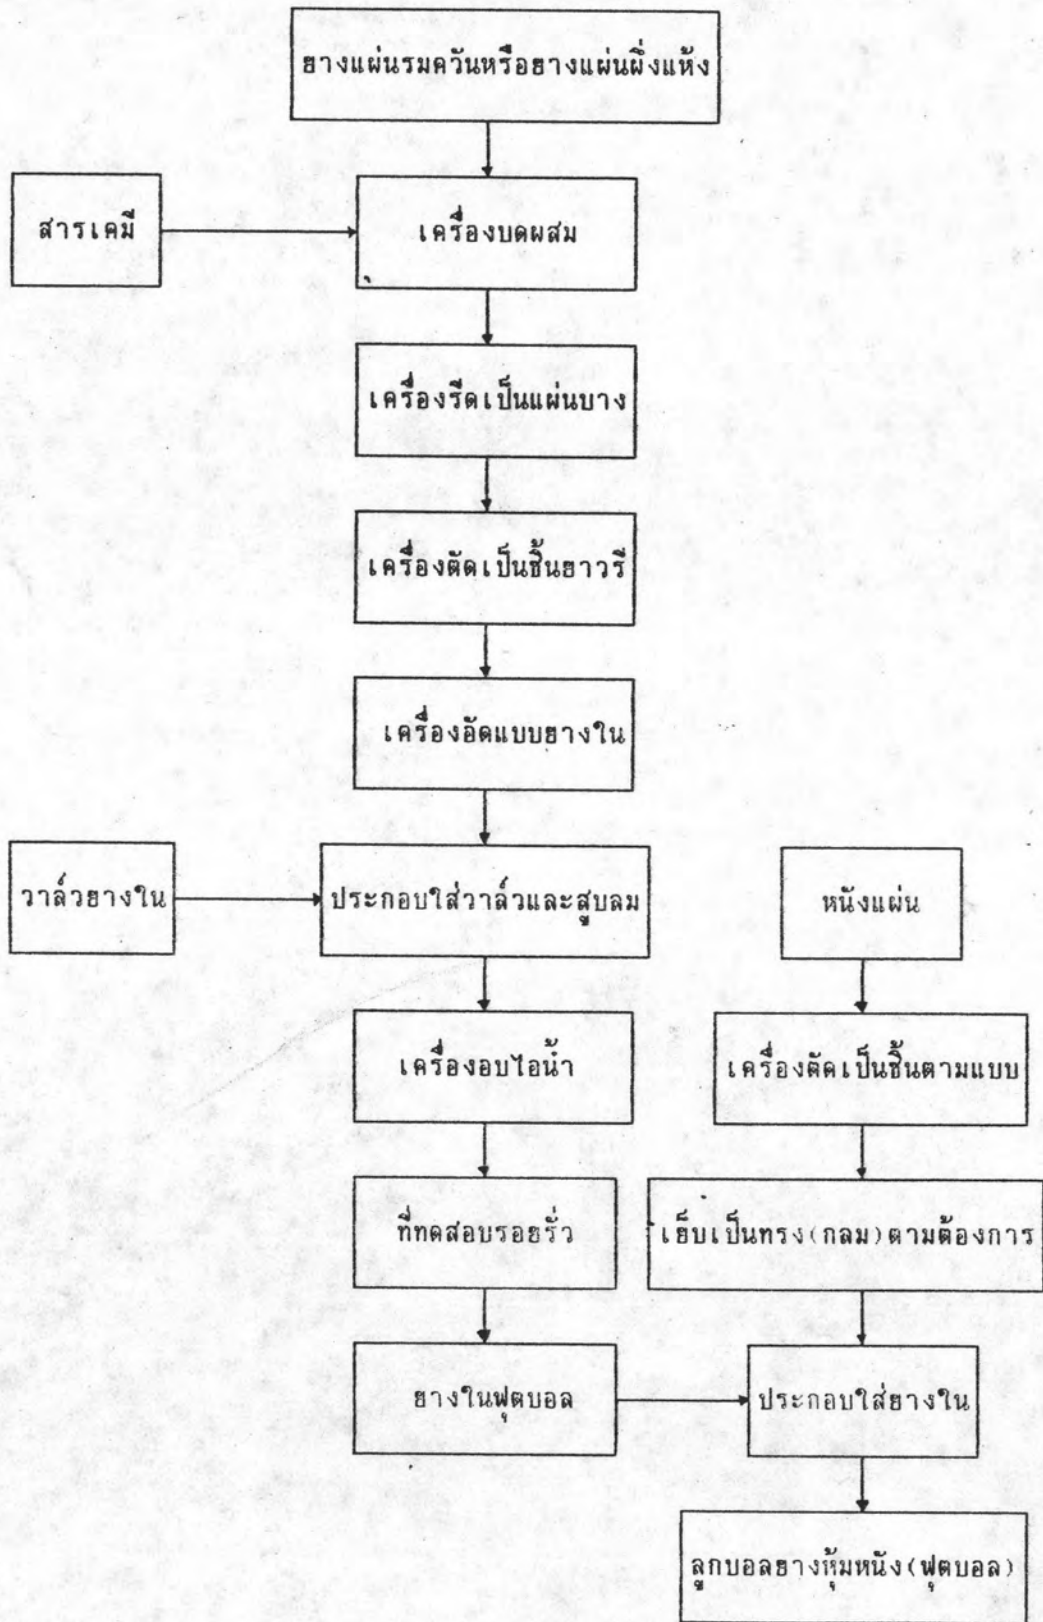 ยางแผ่นรมควันหรือยางแผ่นผึ่งแห้ง
สารเคมี
เครื่องบดผสม
เครื่องรีดเป็นแผ่นบาง
เครื่องตัดเป็นชิ้นยาวรี
เครื่องอัดแบบยางใน
วาล์วยางใน
ประกอบใส่วาล์วและสูบลม
หนังแผ่น
เครื่องอบไอน้ำ
เครื่องตัดเป็นชิ้นตามแบบ
ที่ทดสอบรอยรั่ว
เย็บเป็นทรง(กลม)ตามต้องการ
ยางในฟุตบอล
ประกอบใส่ยางใน
ลูกบอลยางหุ้มหนัง(ฟุตบอล)